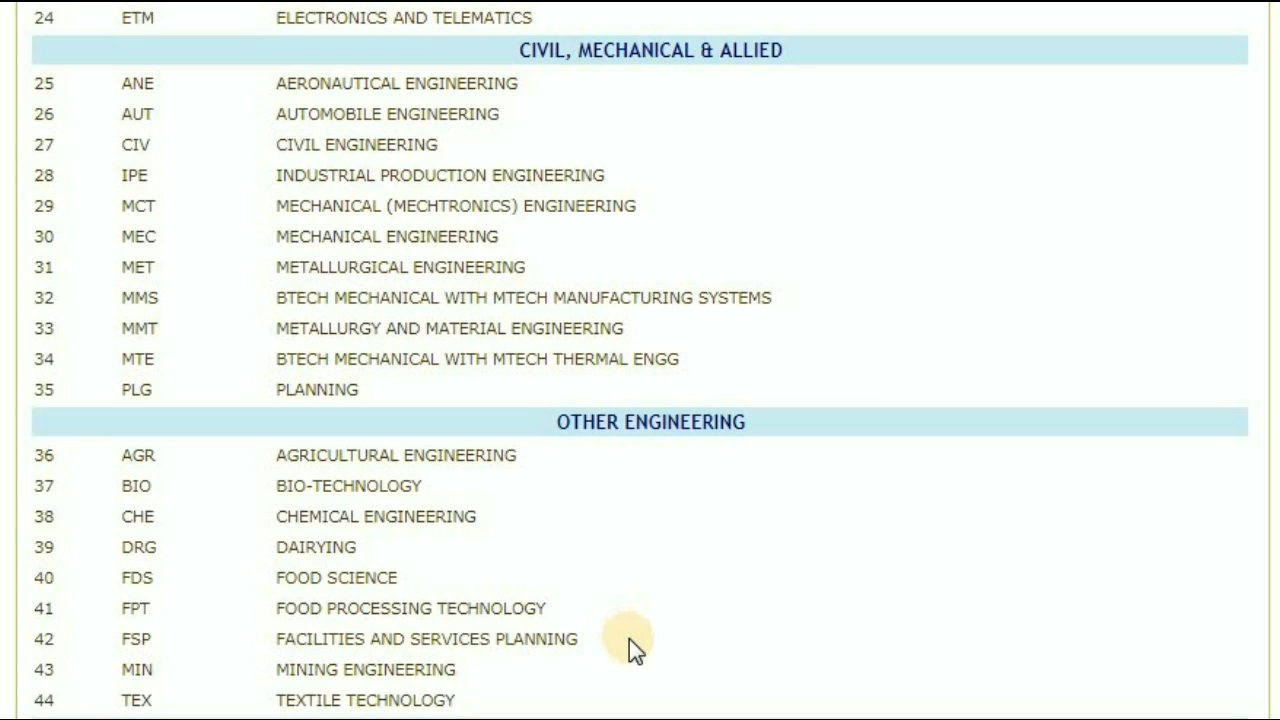 24 ETM ELECTRONICS AND TELEMATICS
CIVIL, MECHANICAL & ALLIED
25 ANE AERONAUTICAL ENGINEERING
26 AUT AUTOMOBILE ENGINEERING
27 CIV CIVIL ENGINEERING
28 IPE INDUSTRIAL PRODUCTION ENGINEERING
29 MCT MECHANICAL (MECHTRONICS) ENGINEERING
30 MEC MECHANICAL ENGINEERING
31 MET METALLURGICAL ENGINEERING
32 MMS BTECH MECHANICAL WITH MTECH MANUFACTURING SYSTEMS
33 MMT METALLURGY AND MATERIAL ENGINEERING
34 MTE BTECH MECHANICAL WITH MTECH THERMAL ENGG
35 PLG PLANNING
OTHER ENGINEERING
36 AGR AGRICULTURAL ENGINEERING
37 BIO BIO-TECHNOLOGY
38 CHE CHEMICAL ENGINEERING
39 DRG DAIRYING
40 FDS FOOD SCIENCE
41 FPT FOOD PROCESSING TECHNOLOGY
42 FSP FACILITIES AND SERVICES PLANNING
43 MIN MINING ENGINEERING
44 TEX TEXTILE TECHNOLOGY